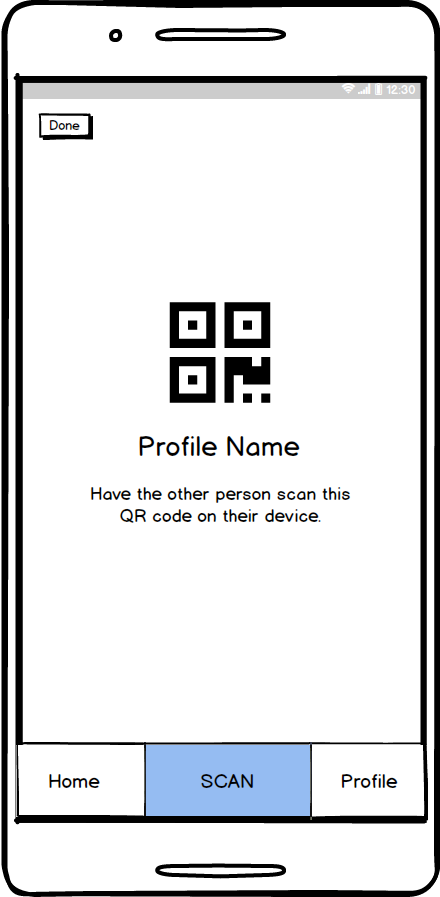 12:30
Done
Profile Name
Have the other person scan this
QR code on their device.
Home
SCAN
Profile